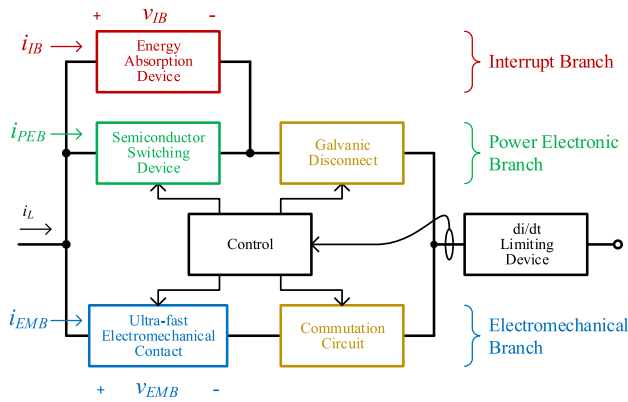 + v_IB -
i_IB
Energy
Absorption
Device
Interrupt Branch
i_PEB
Semiconductor
Switching
Device
Galvanic
Disconnect
Power Electronic
Branch
i_L
Control
di/dt
Limiting
Device
i_EMB
Ultra-fast
Electromechanical
Contact
Commutation
Circuit
Electromechanical
Branch
+ v_EMB -